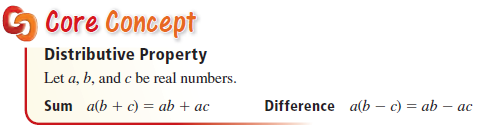 Core Concept
Distributive Property
Let a, b, and c be real numbers.
Sum a(b + c) = ab + ac Difference a(b − c) = ab − ac